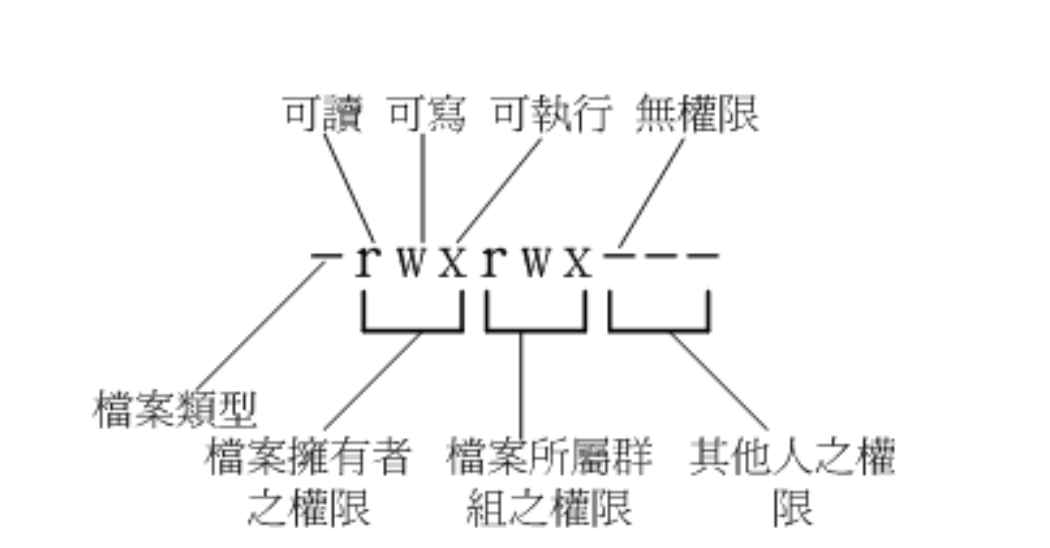 可讀 可寫 可執行 無權限
-rwxrwx---
檔案類型
檔案擁有者
之權限
檔案所屬群
組之權限
其他人之權
限